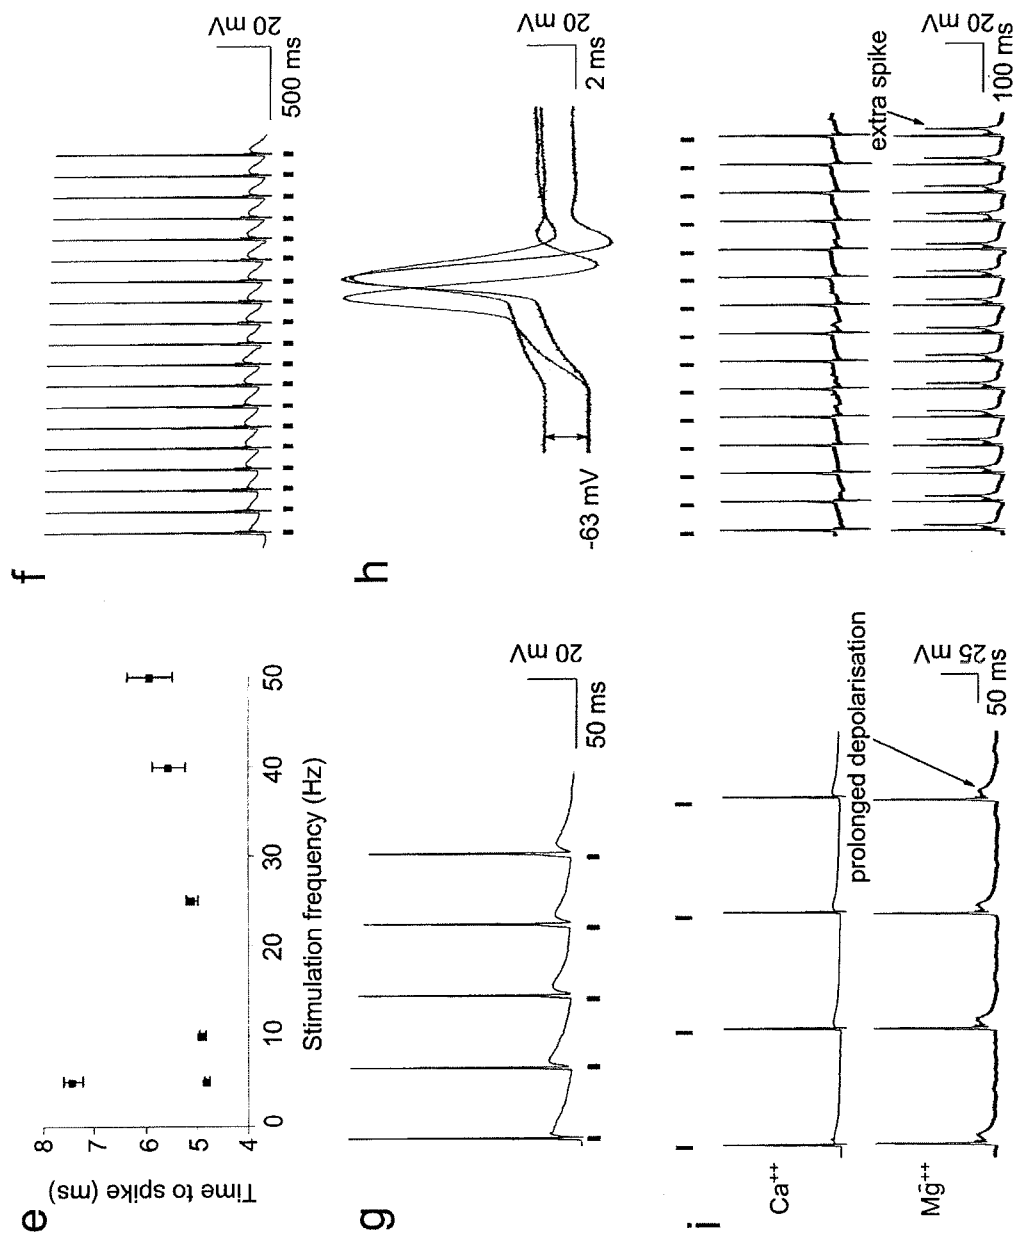 e
8
7
6
5
4
Time to spike (ms)
0
10
20
30
40
50
Stimulation frequency (Hz)
f
20 mV
500 ms
g
20 mV
50 ms
h
-63 mV
20 mV
2 ms
i
Ca++
Mg++
prolonged depolarisation
25 mV
50 ms
extra spike
20 mV
100 ms